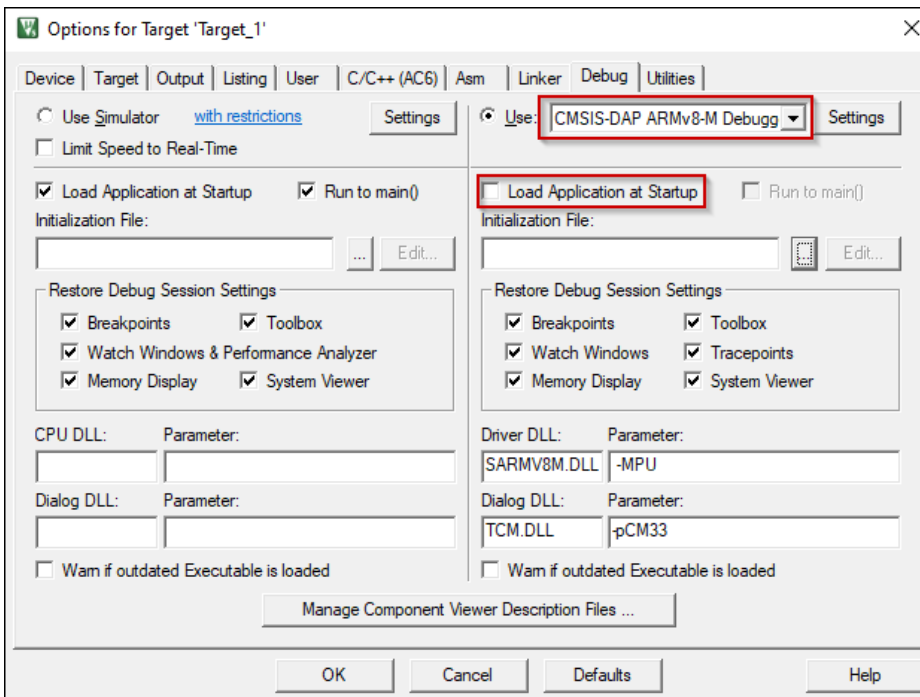 Options for Target 'Target_1'
Device Target Output Listing User C/C++ (AC6) Asm Linker Debug Utilities
Use Simulator with restrictions Settings
Limit Speed to Real-Time
Load Application at Startup Run to main()
Initialization File:
... Edit...
Restore Debug Session Settings
Breakpoints Toolbox
Watch Windows & Performance Analyzer
Memory Display System Viewer
CPU DLL: Parameter:
Dialog DLL: Parameter:
Warn if outdated Executable is loaded
Use: CMSIS-DAP ARMv8-M Debugg Settings
Load Application at Startup Run to main()
Initialization File:
... Edit...
Restore Debug Session Settings
Breakpoints Toolbox
Watch Windows Tracepoints
Memory Display System Viewer
Driver DLL: Parameter:
SARMV8M.DLL -MPU
Dialog DLL: Parameter:
TCM.DLL -pCM33
Warn if outdated Executable is loaded
Manage Component Viewer Description Files ...
OK Cancel Defaults Help